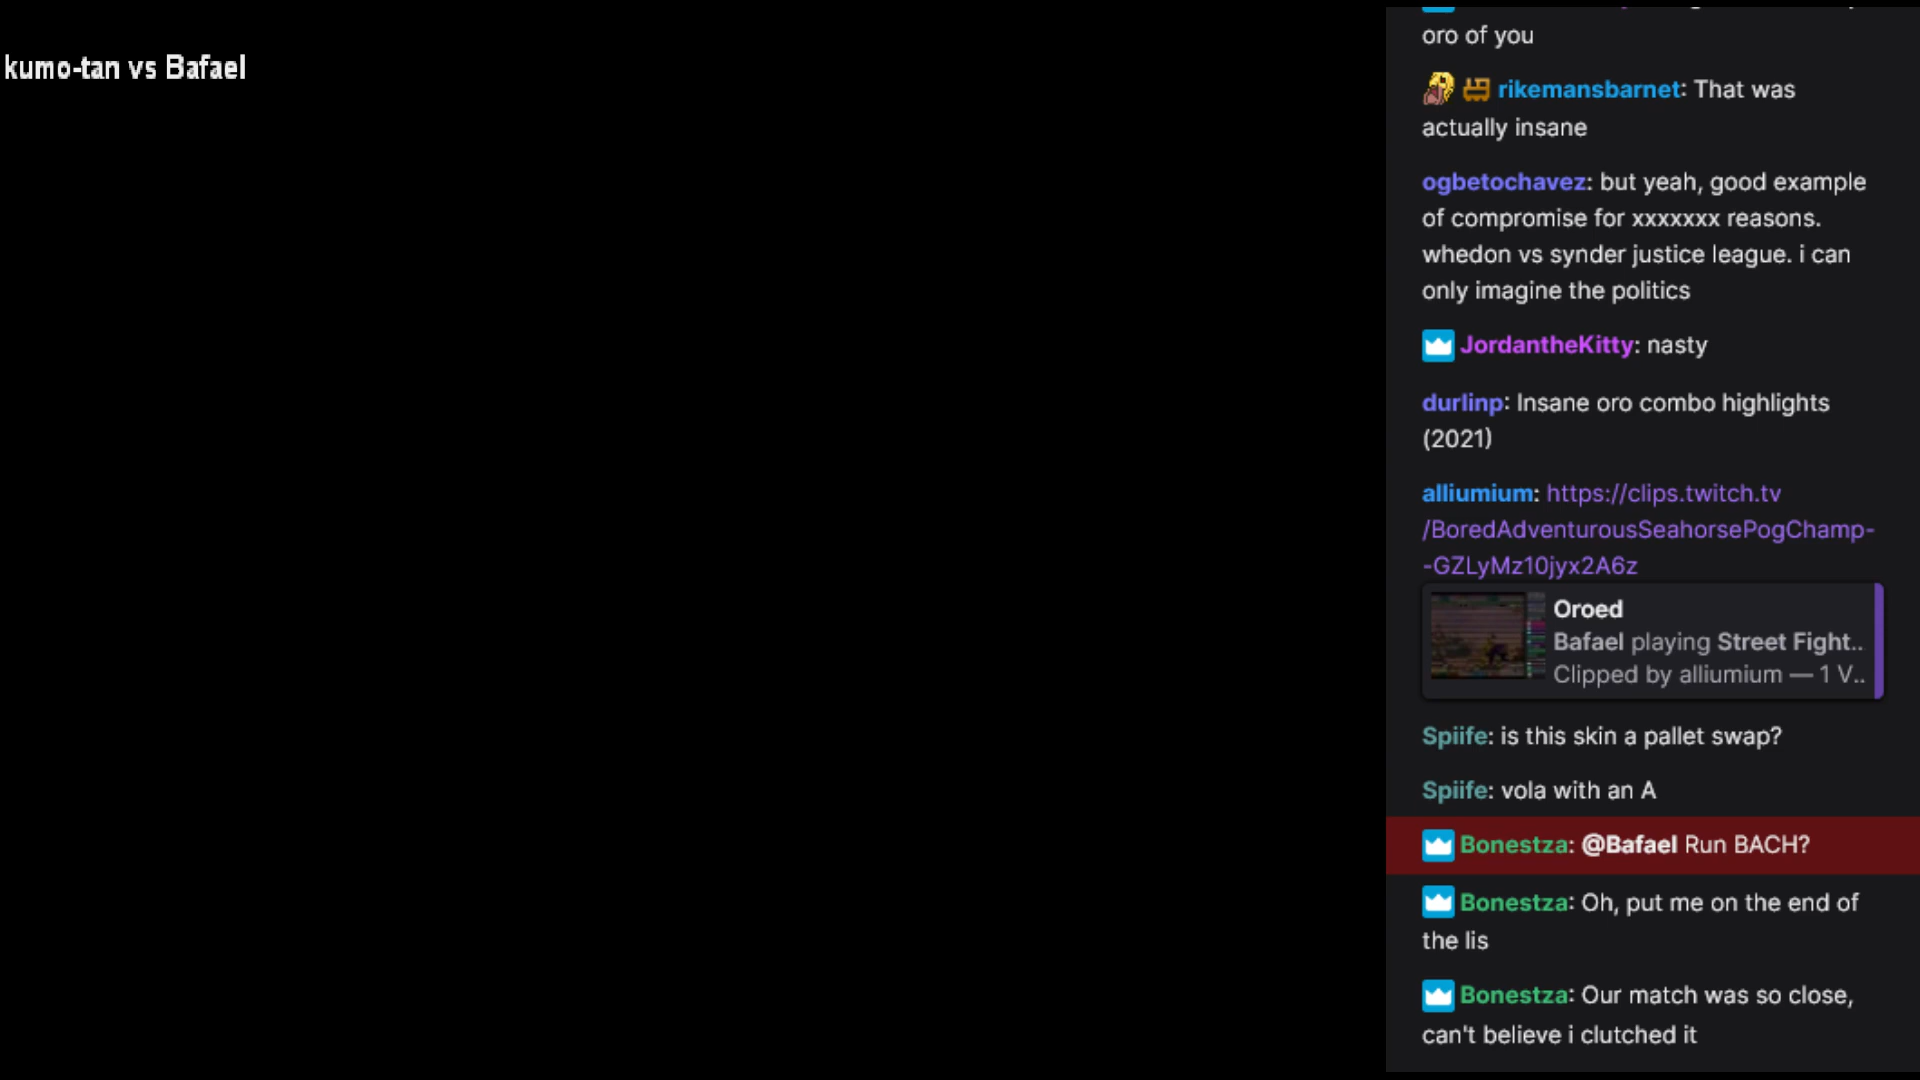 kumo-tan vs Bafael
oro of you
rikemansbarnet: That was
actually insane
ogbetochavez: but yeah, good example
of compromise for xxxxxxx reasons.
whedon vs synder justice league. i can
only imagine the politics
JordantheKitty: nasty
durlinp: Insane oro combo highlights
(2021)
alliumium: https://clips.twitch.tv
/BoredAdventurousSeahorsePogChamp-
-GZLyMz10jyx2A6z
Oroed
Bafael playing Street Fight..
Clipped by alliumium — 1 V..
Spiife: is this skin a pallet swap?
Spiife: vola with an A
Bonestza: @Bafael Run BACH?
Bonestza: Oh, put me on the end of
the lis
Bonestza: Our match was so close,
can't believe i clutched it